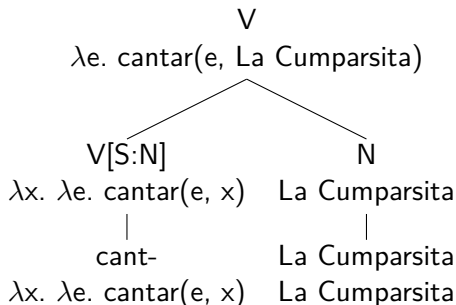 V
λe. cantar(e, La Cumparsita)
V[S:N] N
λx. λe. cantar(e, x) La Cumparsita
cant- La Cumparsita
λx. λe. cantar(e, x) La Cumparsita